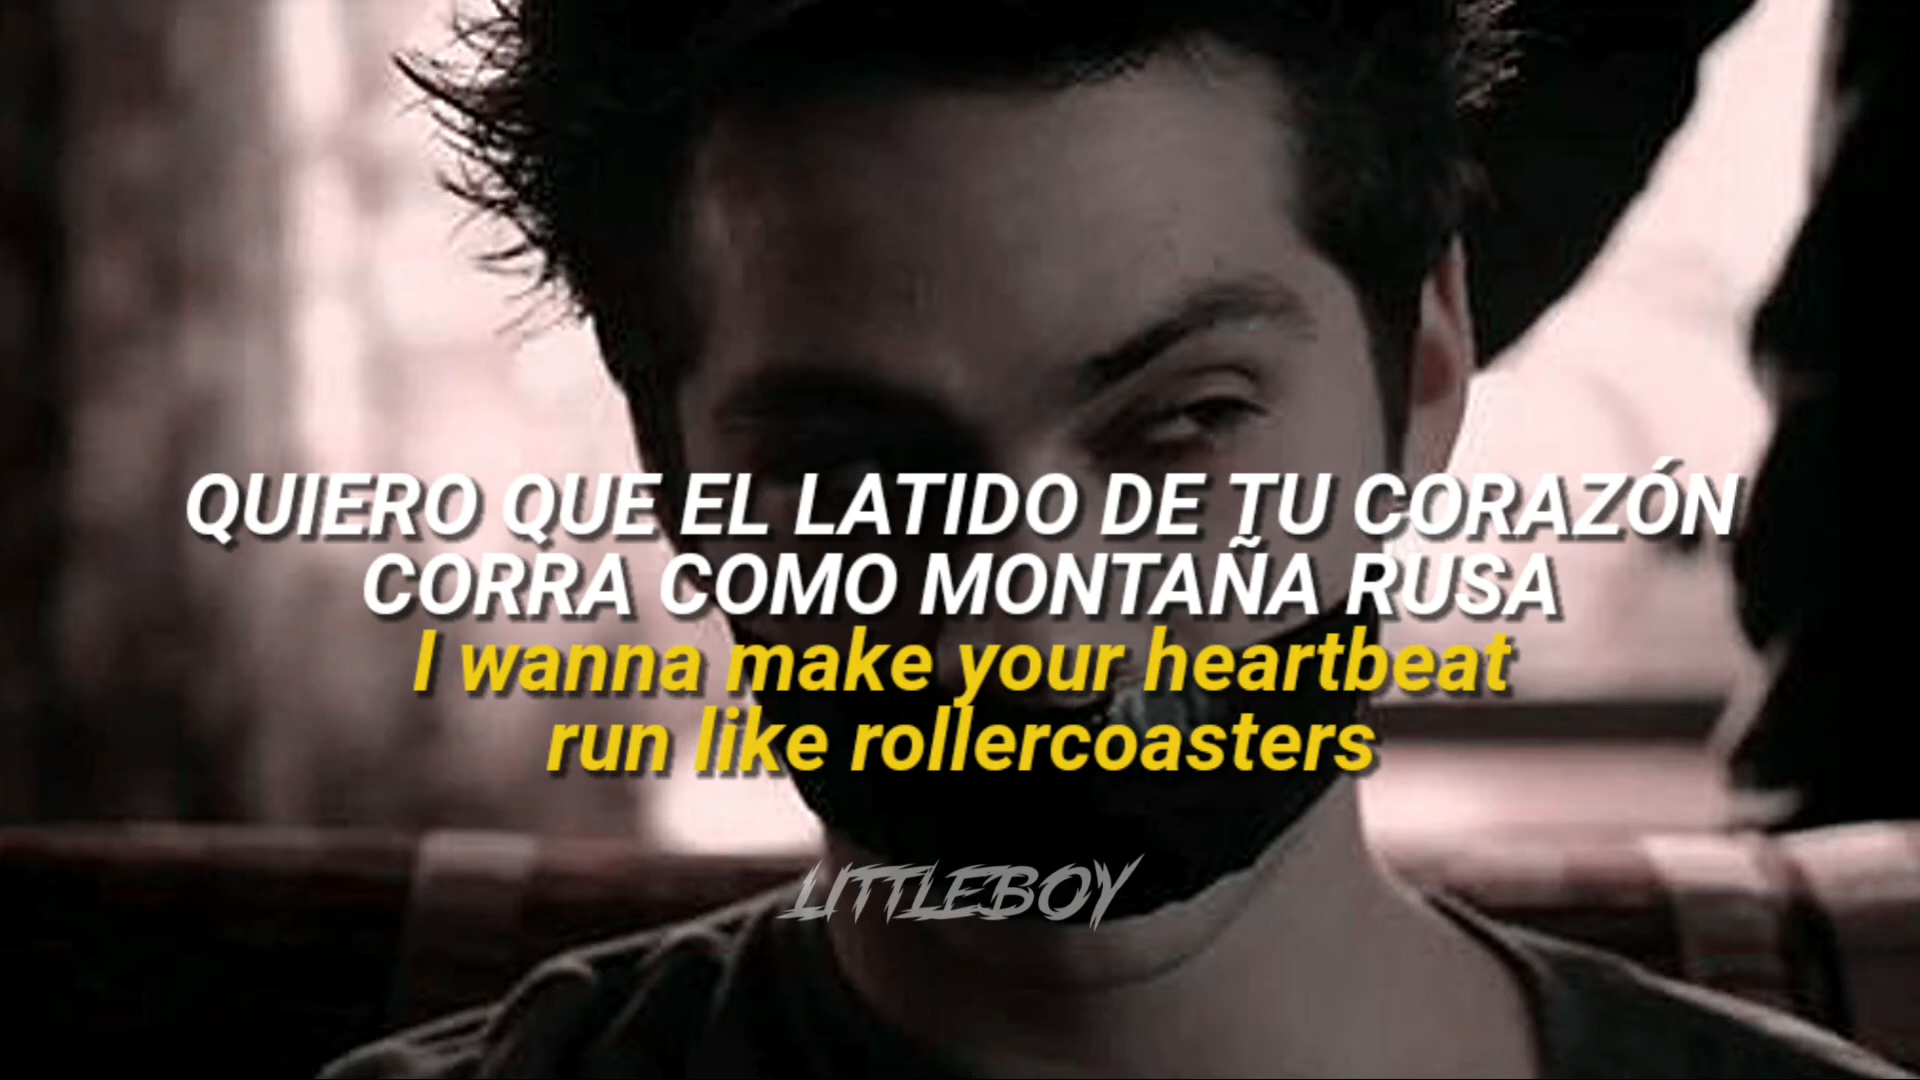 QUIERO QUE EL LATIDO DE TU CORAZÓN
CORRA COMO MONTAÑA RUSA
I wanna make your heartbeat
run like rollercoasters
LITTLEBOY